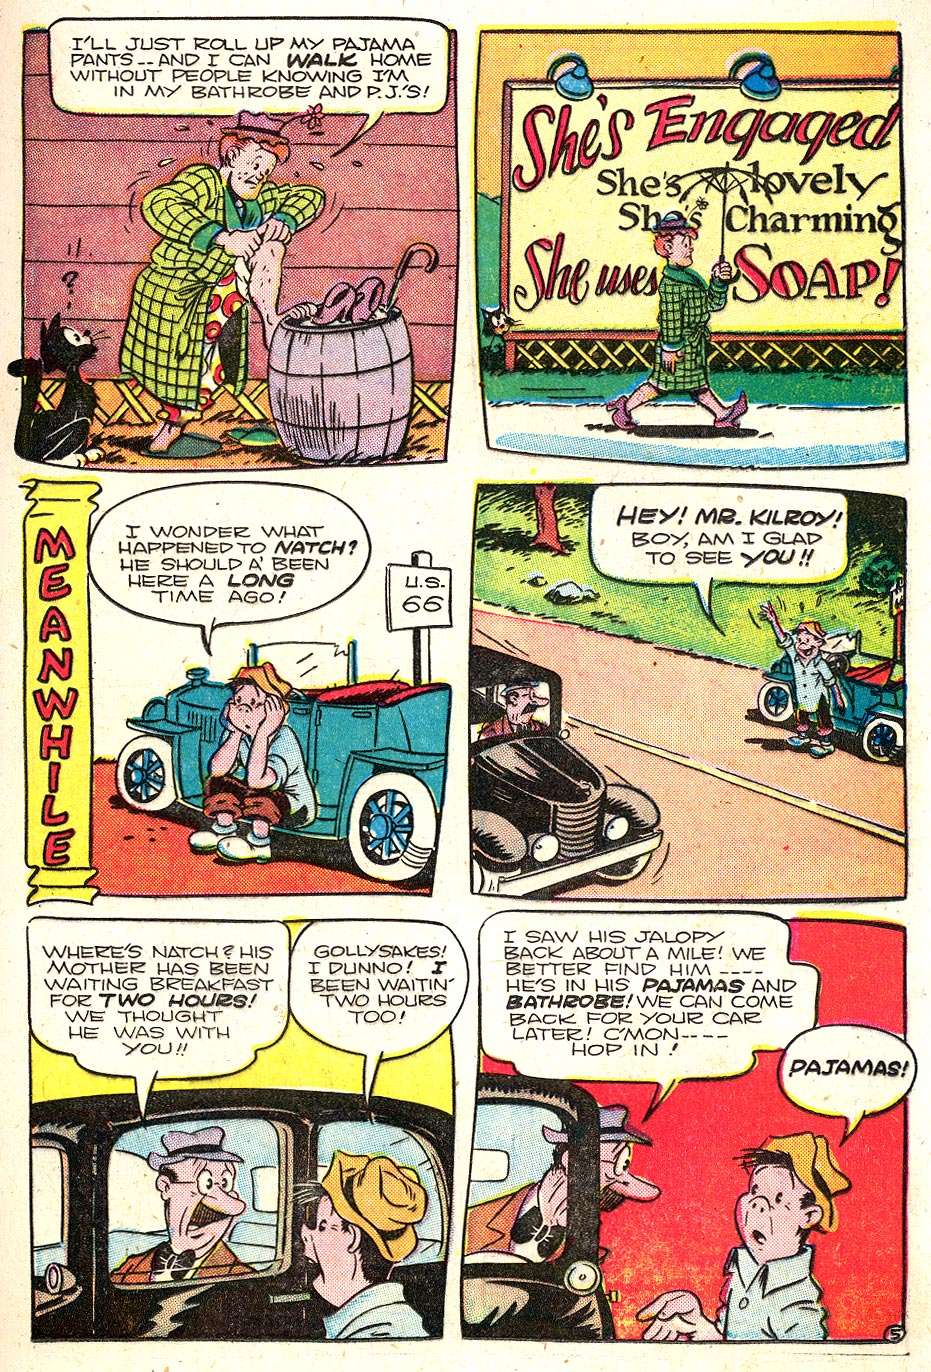 I'LL JUST ROLL UP MY PAJAMA
PANTS--AND I CAN WALK HOME
WITHOUT PEOPLE KNOWING I'M
IN MY BATHROBE AND P.J.'S!
!!
?
She's Engaged
She's lovely
She's Charming
She uses SOAP!
MEANWHILE
I WONDER WHAT
HAPPENED TO NATCH?
HE SHOULD A' BEEN
HERE A LONG
TIME AGO!
U.S.
66
HEY! MR. KILROY!
BOY, AM I GLAD
TO SEE YOU!!
WHERE'S NATCH? HIS
MOTHER HAS BEEN
WAITING BREAKFAST
FOR TWO HOURS!
WE THOUGHT
HE WAS WITH
YOU!!
GOLLYSAKES!
I DUNNO! I
BEEN WAITIN'
TWO HOURS
TOO!
I SAW HIS JALOPY
BACK ABOUT A MILE! WE
BETTER FIND HIM ----
HE'S IN HIS PAJAMAS AND
BATHROBE! WE CAN COME
BACK FOR YOUR CAR
LATER! C'MON----
HOP IN!
PAJAMAS!
5